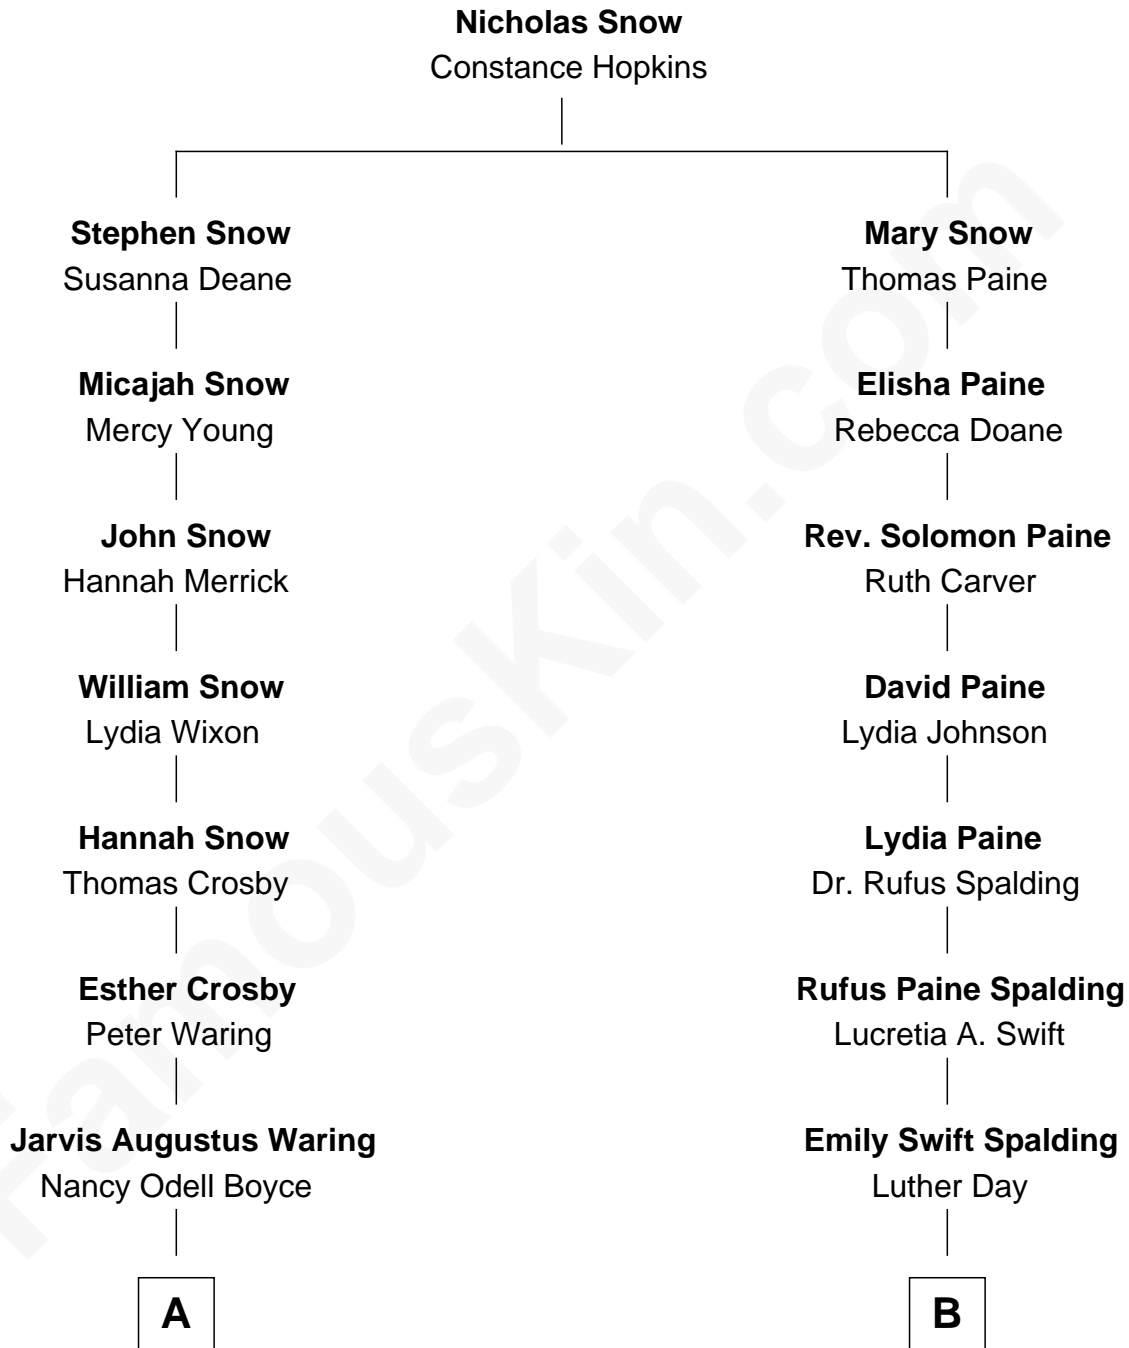 Nicholas Snow
Constance Hopkins
Stephen Snow
Susanna Deane
Mary Snow
Thomas Paine
Micajah Snow
Mercy Young
Elisha Paine
Rebecca Doane
John Snow
Hannah Merrick
Rev. Solomon Paine
Ruth Carver
William Snow
Lydia Wixon
David Paine
Lydia Johnson
Hannah Snow
Thomas Crosby
Lydia Paine
Dr. Rufus Spalding
Esther Crosby
Peter Waring
Rufus Paine Spalding
Lucretia A. Swift
Jarvis Augustus Waring
Nancy Odell Boyce
Emily Swift Spalding
Luther Day
A
B
FamousKin.com